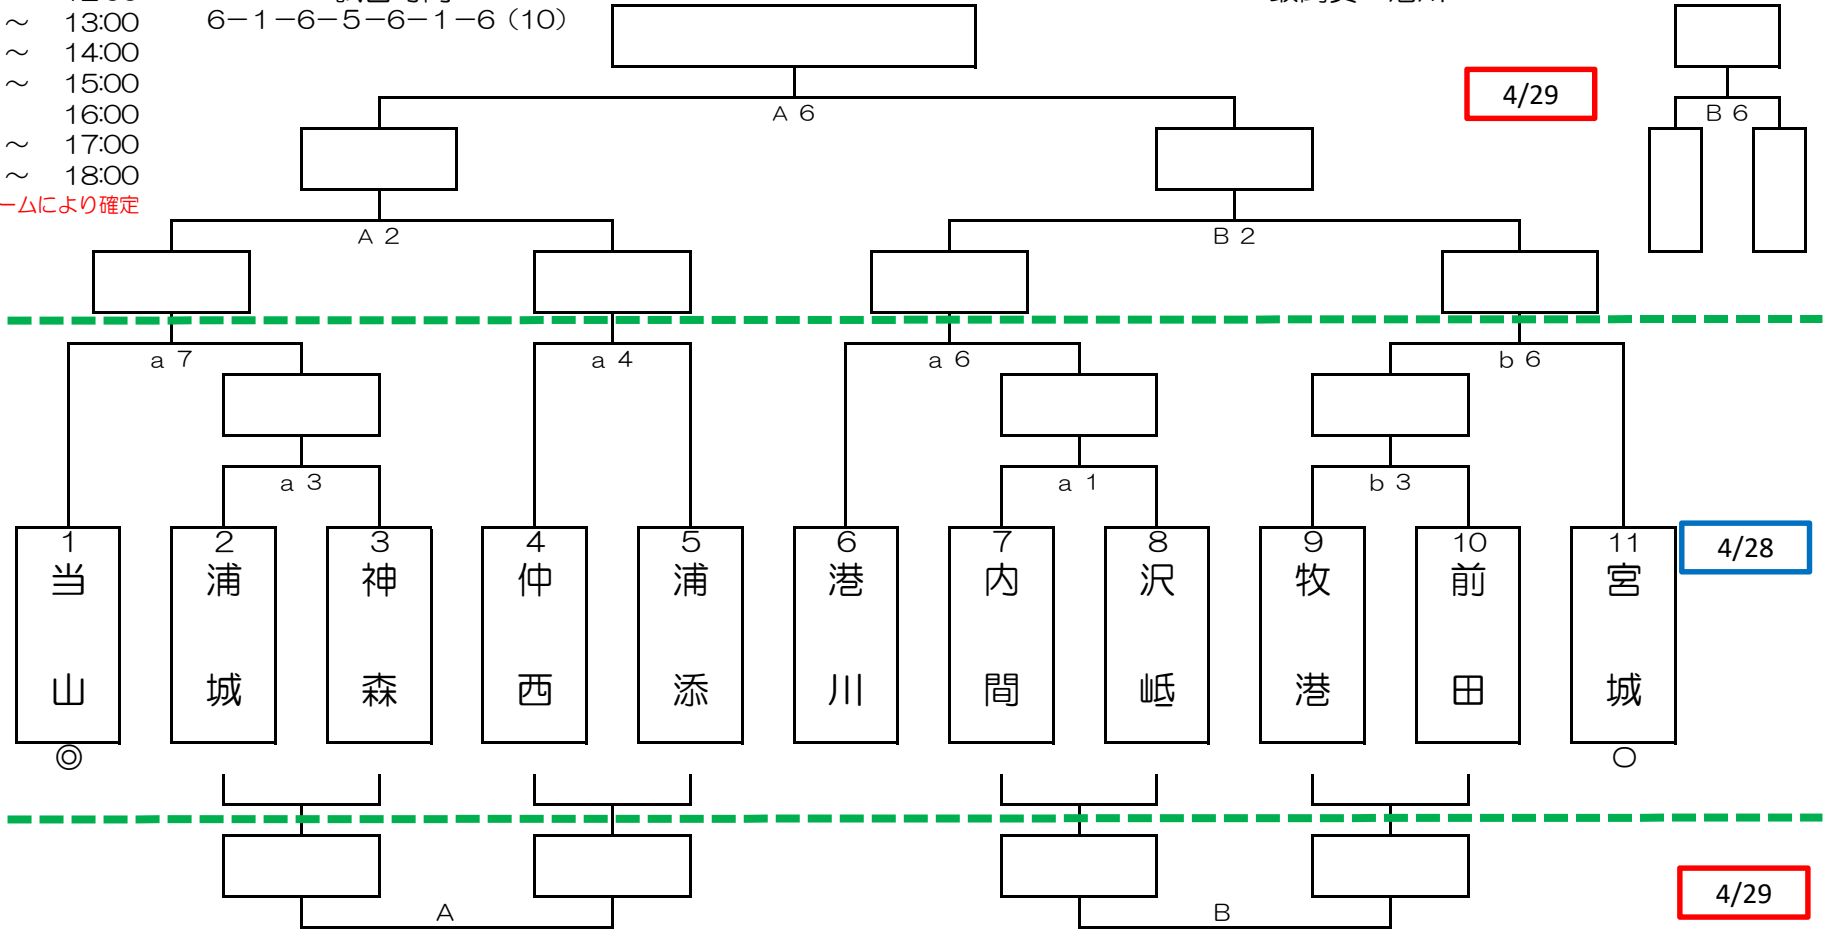 ～ 13:00
6－1－6－5－6－1－6（10）
～ 14:00
～ 15:00
16:00
～ 17:00
～ 18:00
ームにより確定
4/29
A 6
B 6
A 2
B 2
a 7
a 4
a 6
b 6
a 3
a 1
b 3
1 当山
2 浦城
3 神森
4 仲西
5 浦添
6 港川
7 内間
8 沢岻
9 牧港
10 前田
11 宮城
4/28
◎
○
A
B
4/29